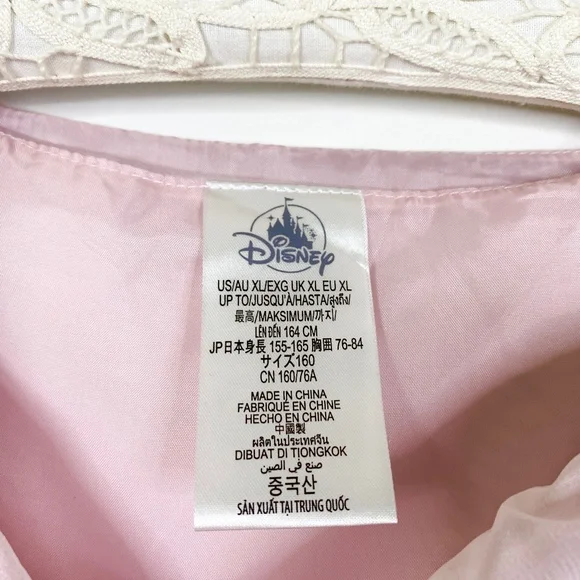 Disney
US/AU XL/EXG UK XL EU XL
UP TO/JUSQU'À/HASTA/สูงถึง/
最高/MAKSIMUM/까지/
LÊN ĐẾN 164 CM
JP日本身長 155-165 胸囲 76-84
サイズ160
CN 160/76A
MADE IN CHINA
FABRIQUÉ EN CHINE
HECHO EN CHINA
中國製
ผลิตในประเทศจีน
DIBUAT DI TIONGKOK
صنع في الصين
중국산
SẢN XUẤT TẠI TRUNG QUỐC